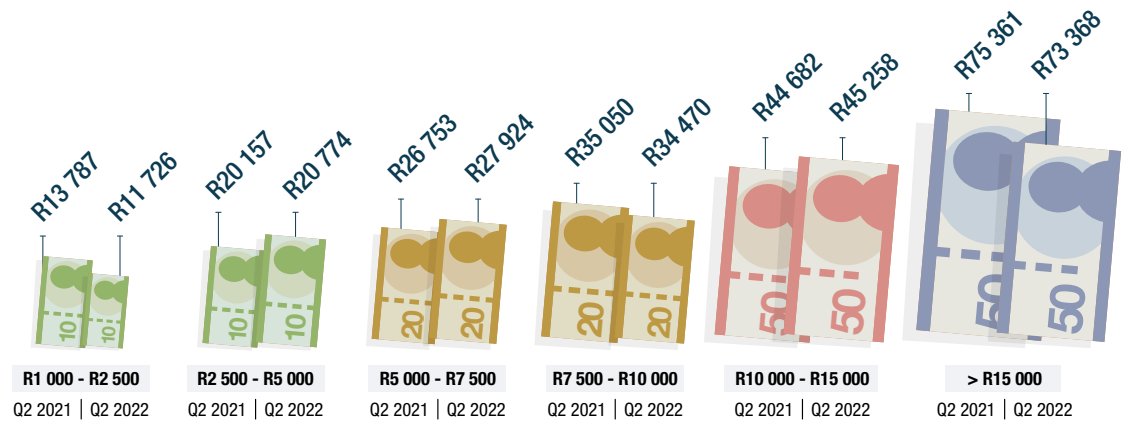 R13 787
R11 726
R20 157
R20 774
R26 753
R27 924
R35 050
R34 470
R44 682
R45 258
R75 361
R73 368
10
10
10
10
20
20
20
20
50
50
50
50
R1 000 - R2 500
R2 500 - R5 000
R5 000 - R7 500
R7 500 - R10 000
R10 000 - R15 000
> R15 000
Q2 2021 | Q2 2022
Q2 2021 | Q2 2022
Q2 2021 | Q2 2022
Q2 2021 | Q2 2022
Q2 2021 | Q2 2022
Q2 2021 | Q2 2022